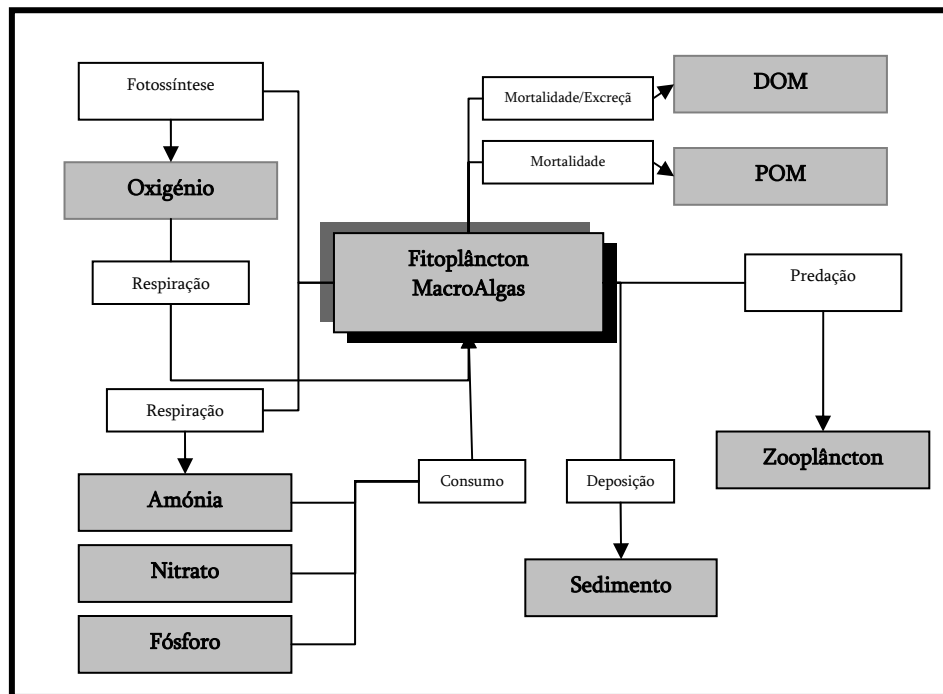 Fotossíntese
Mortalidade/Excreçã
DOM
Mortalidade
POM
Oxigénio
Fitoplâncton
MacroAlgas
Respiração
Predação
Respiração
Zooplâncton
Consumo
Deposição
Amónia
Nitrato
Sedimento
Fósforo